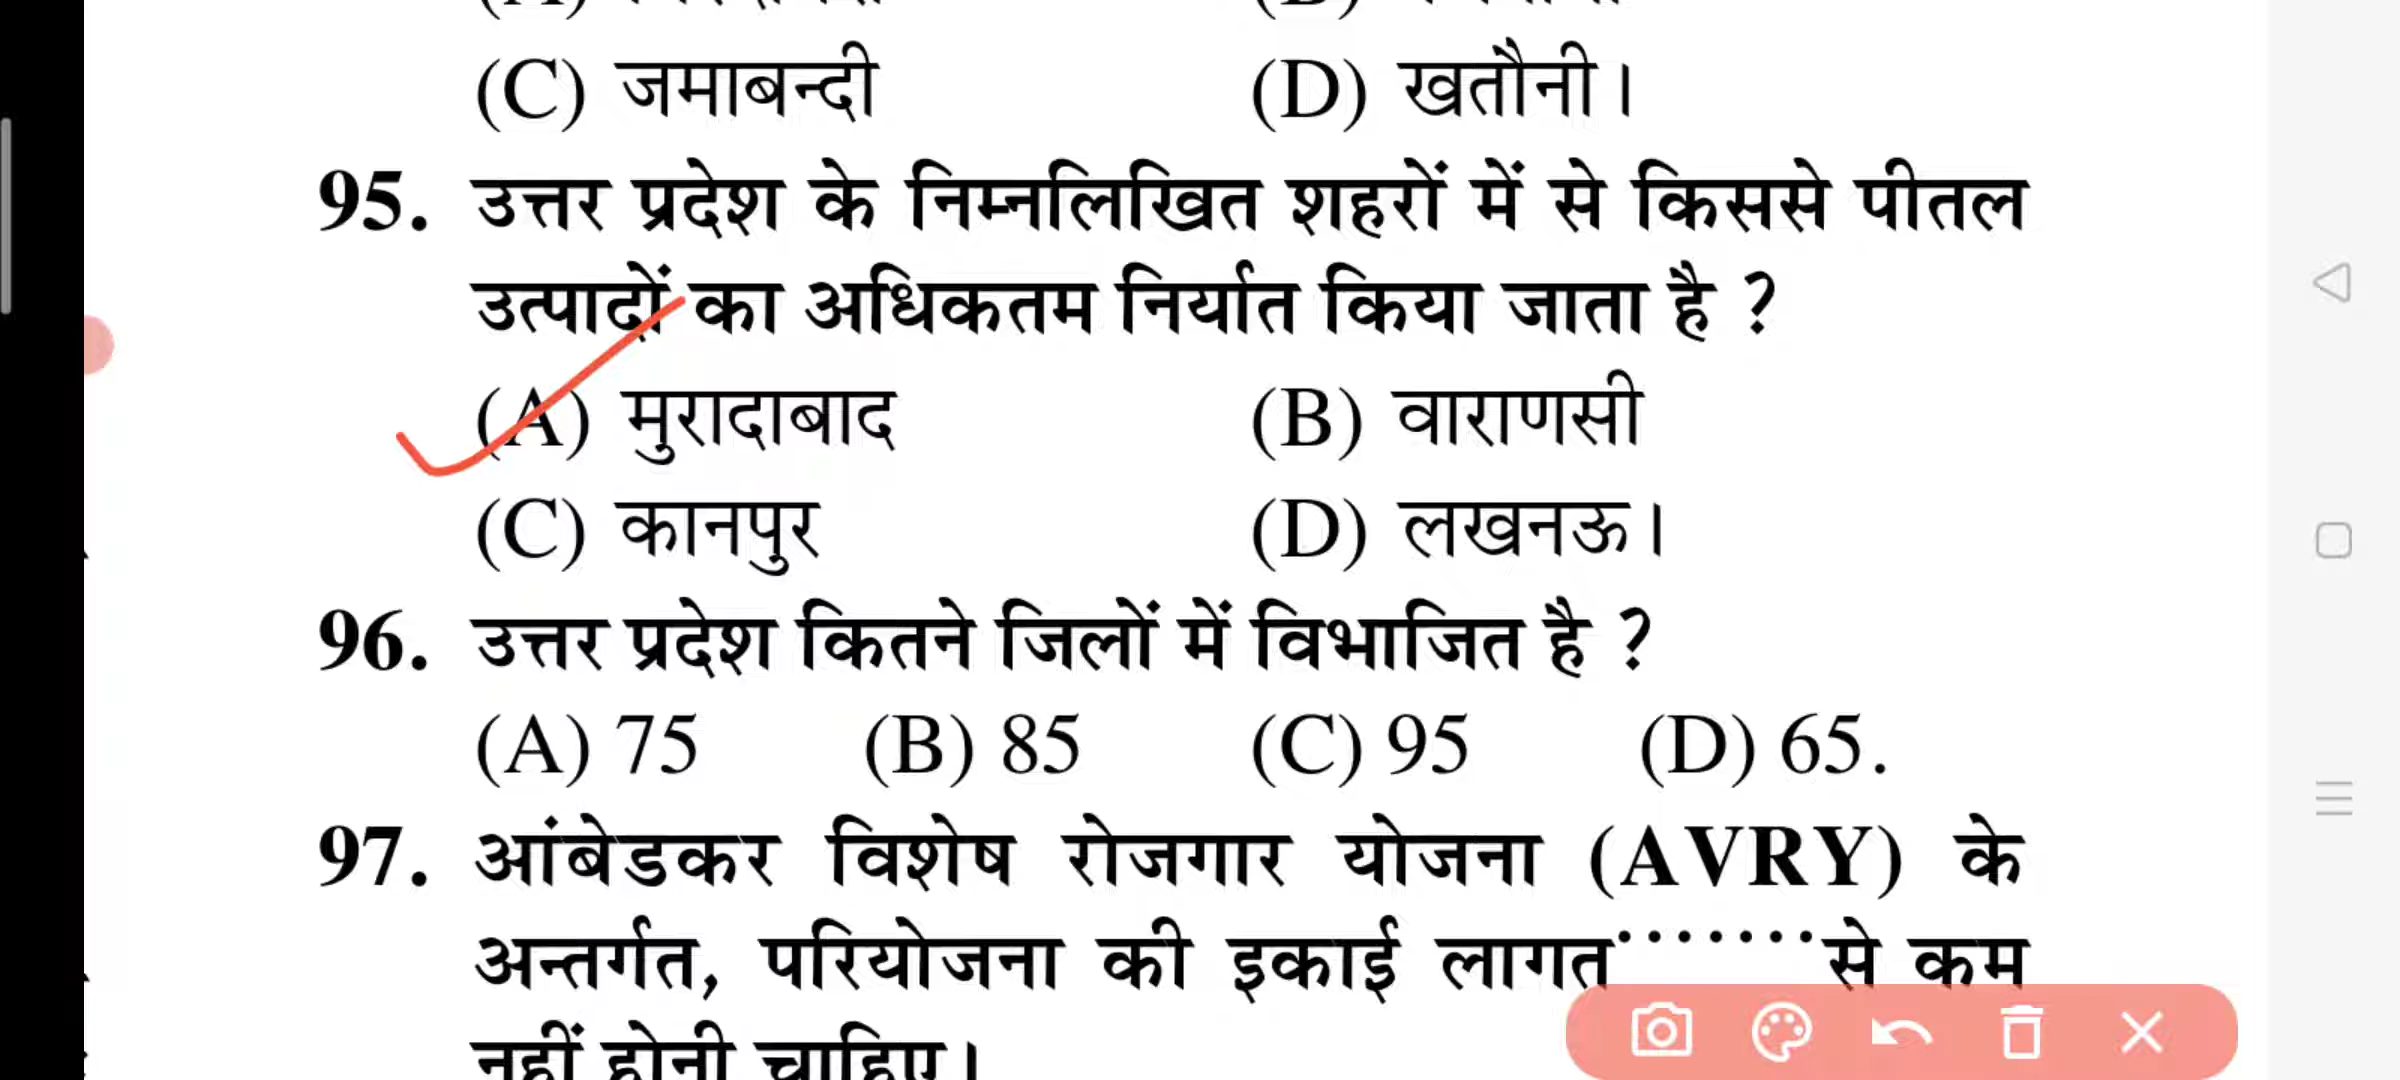 (C) जमाबन्दी (D) खतौनी।
95. उत्तर प्रदेश के निम्नलिखित शहरों में से किससे पीतल
उत्पादों का अधिकतम निर्यात किया जाता है ?
(A) मुरादाबाद (B) वाराणसी
(C) कानपुर (D) लखनऊ।
96. उत्तर प्रदेश कितने जिलों में विभाजित है ?
(A) 75 (B) 85 (C) 95 (D) 65.
97. आंबेडकर विशेष रोजगार योजना (AVRY) के
अन्तर्गत, परियोजना की इकाई लागत ....... से कम
नहीं होनी चाहिए।